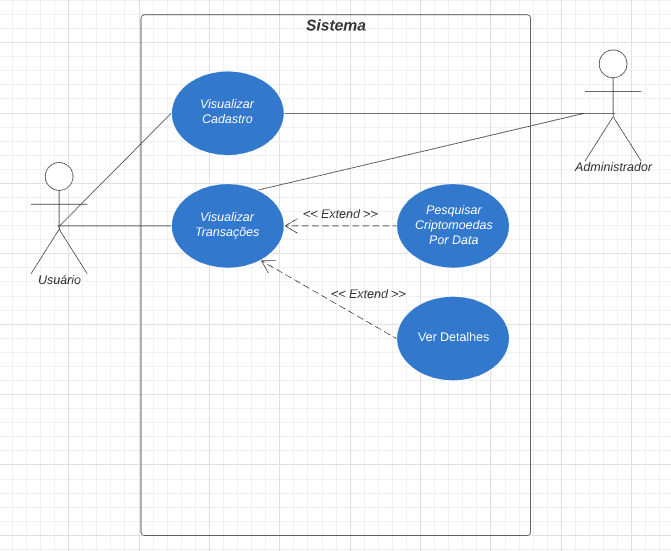 Sistema
Visualizar
Cadastro
Administrador
Visualizar
Transações
<< Extend >>
Pesquisar
Criptomoedas
Por Data
Usuário
<< Extend >>
Ver Detalhes